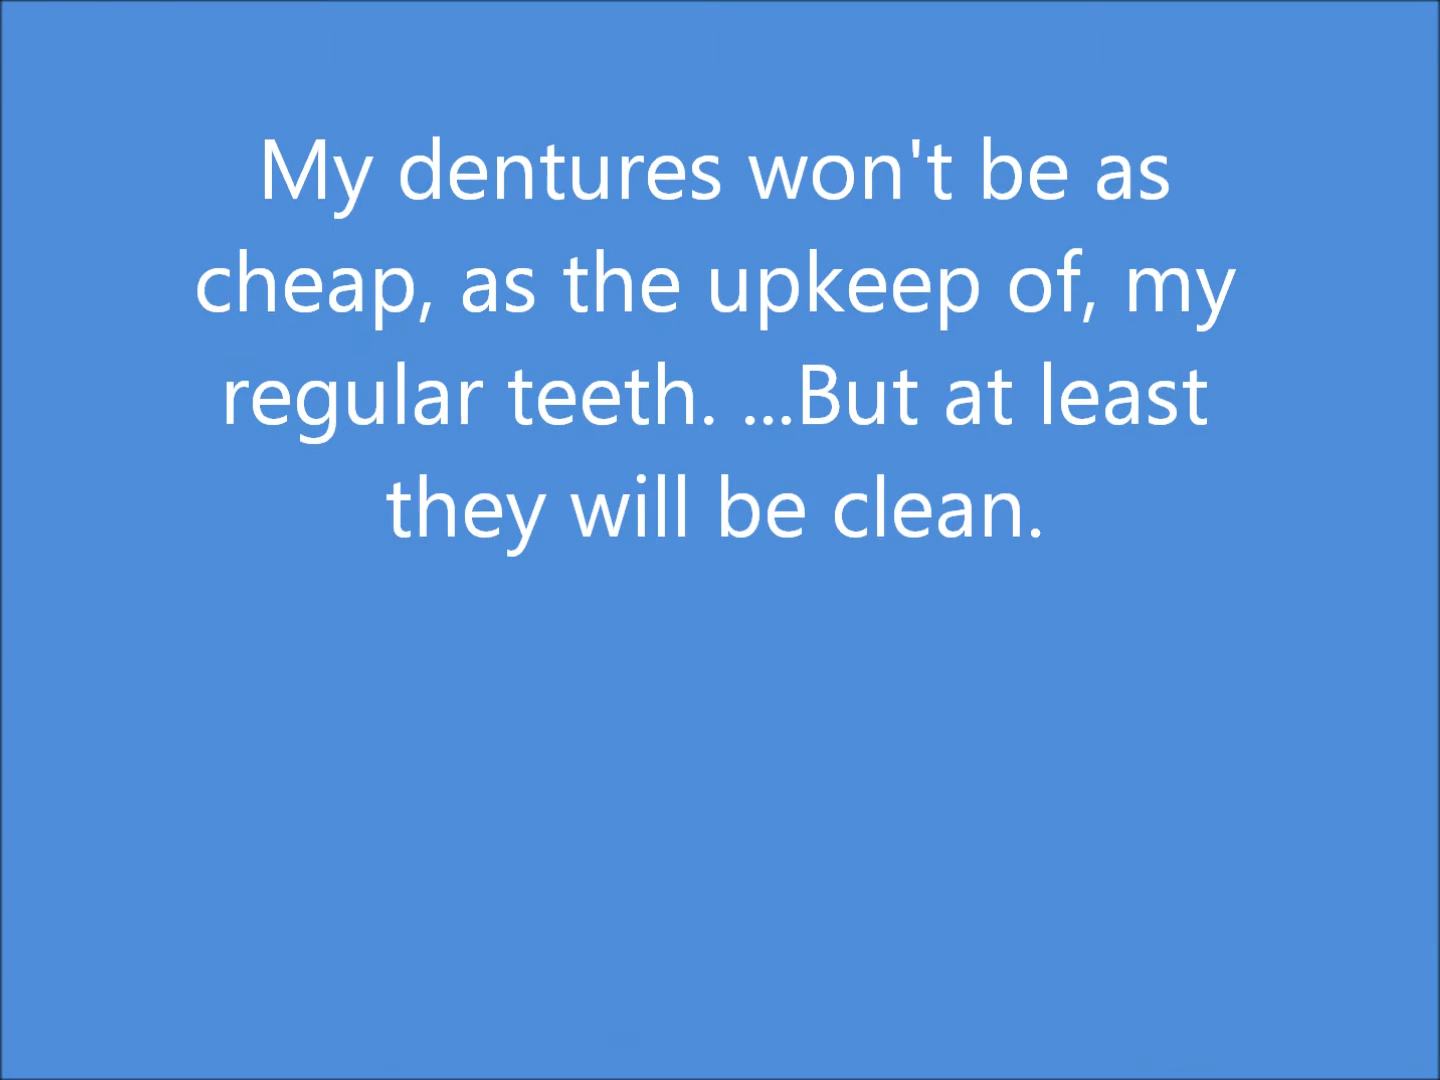 My dentures won't be as
cheap, as the upkeep of, my
regular teeth. ...But at least
they will be clean.